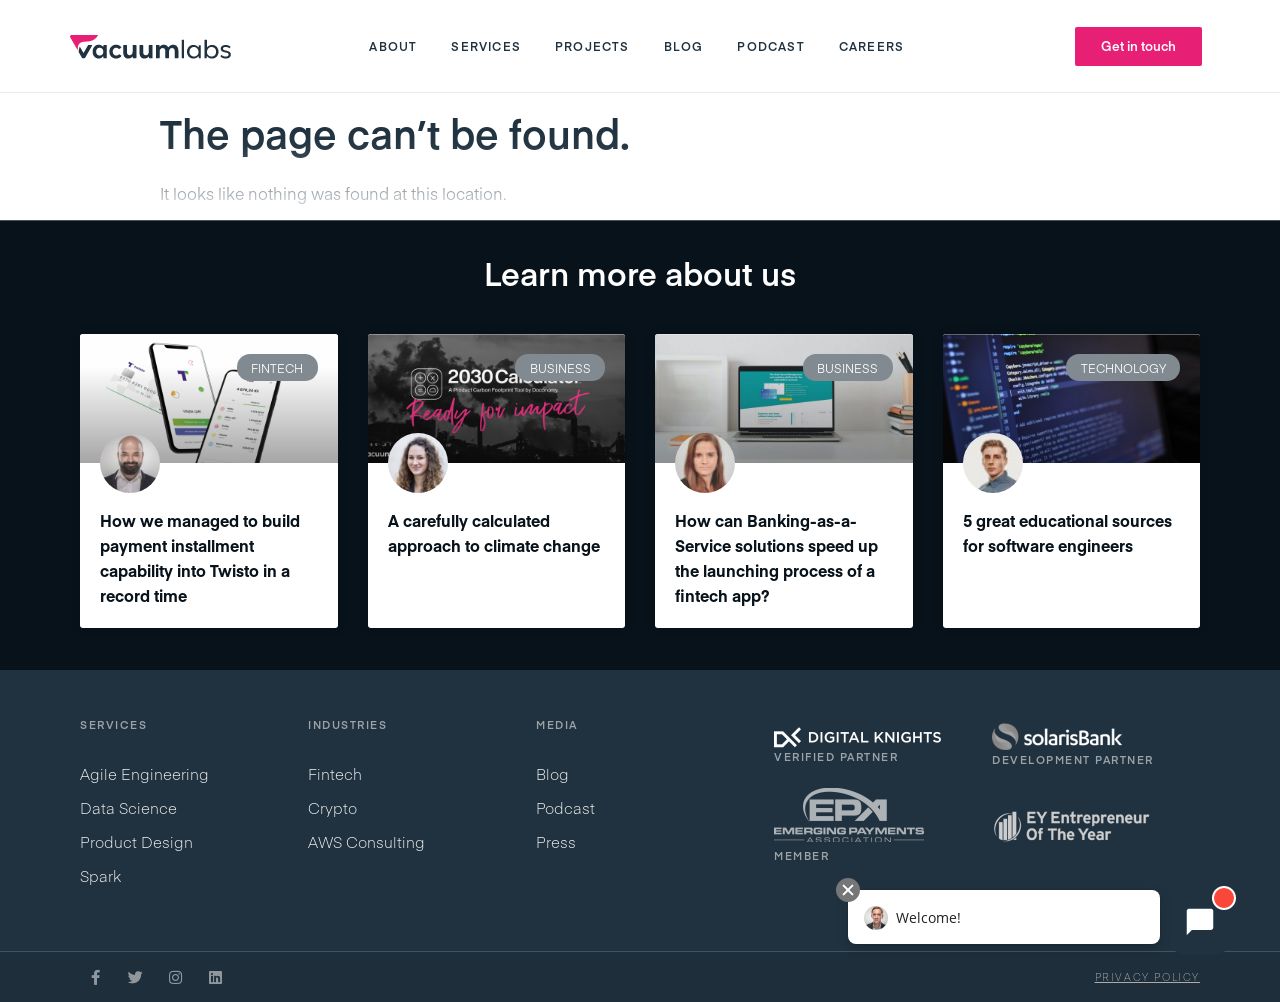 vacuumlabs
ABOUT
SERVICES
PROJECTS
BLOG
PODCAST
CAREERS
Get in touch
The page can't be found.
It looks like nothing was found at this location.
Learn more about us
FINTECH
How we managed to build
payment installment
capability into Twisto in a
record time
BUSINESS
2030 Calculator
A Product Carbon Footprint Tool by Doconomy.
Ready for impact
A carefully calculated
approach to climate change
BUSINESS
How can Banking-as-a-
Service solutions speed up
the launching process of a
fintech app?
TECHNOLOGY
5 great educational sources
for software engineers
SERVICES
Agile Engineering
Data Science
Product Design
Spark
INDUSTRIES
Fintech
Crypto
AWS Consulting
MEDIA
Blog
Podcast
Press
DIGITAL KNIGHTS
VERIFIED PARTNER
solarisBank
DEVELOPMENT PARTNER
EPA
EMERGING PAYMENTS
ASSOCIATION
MEMBER
EY Entrepreneur
Of The Year
Welcome!
PRIVACY POLICY